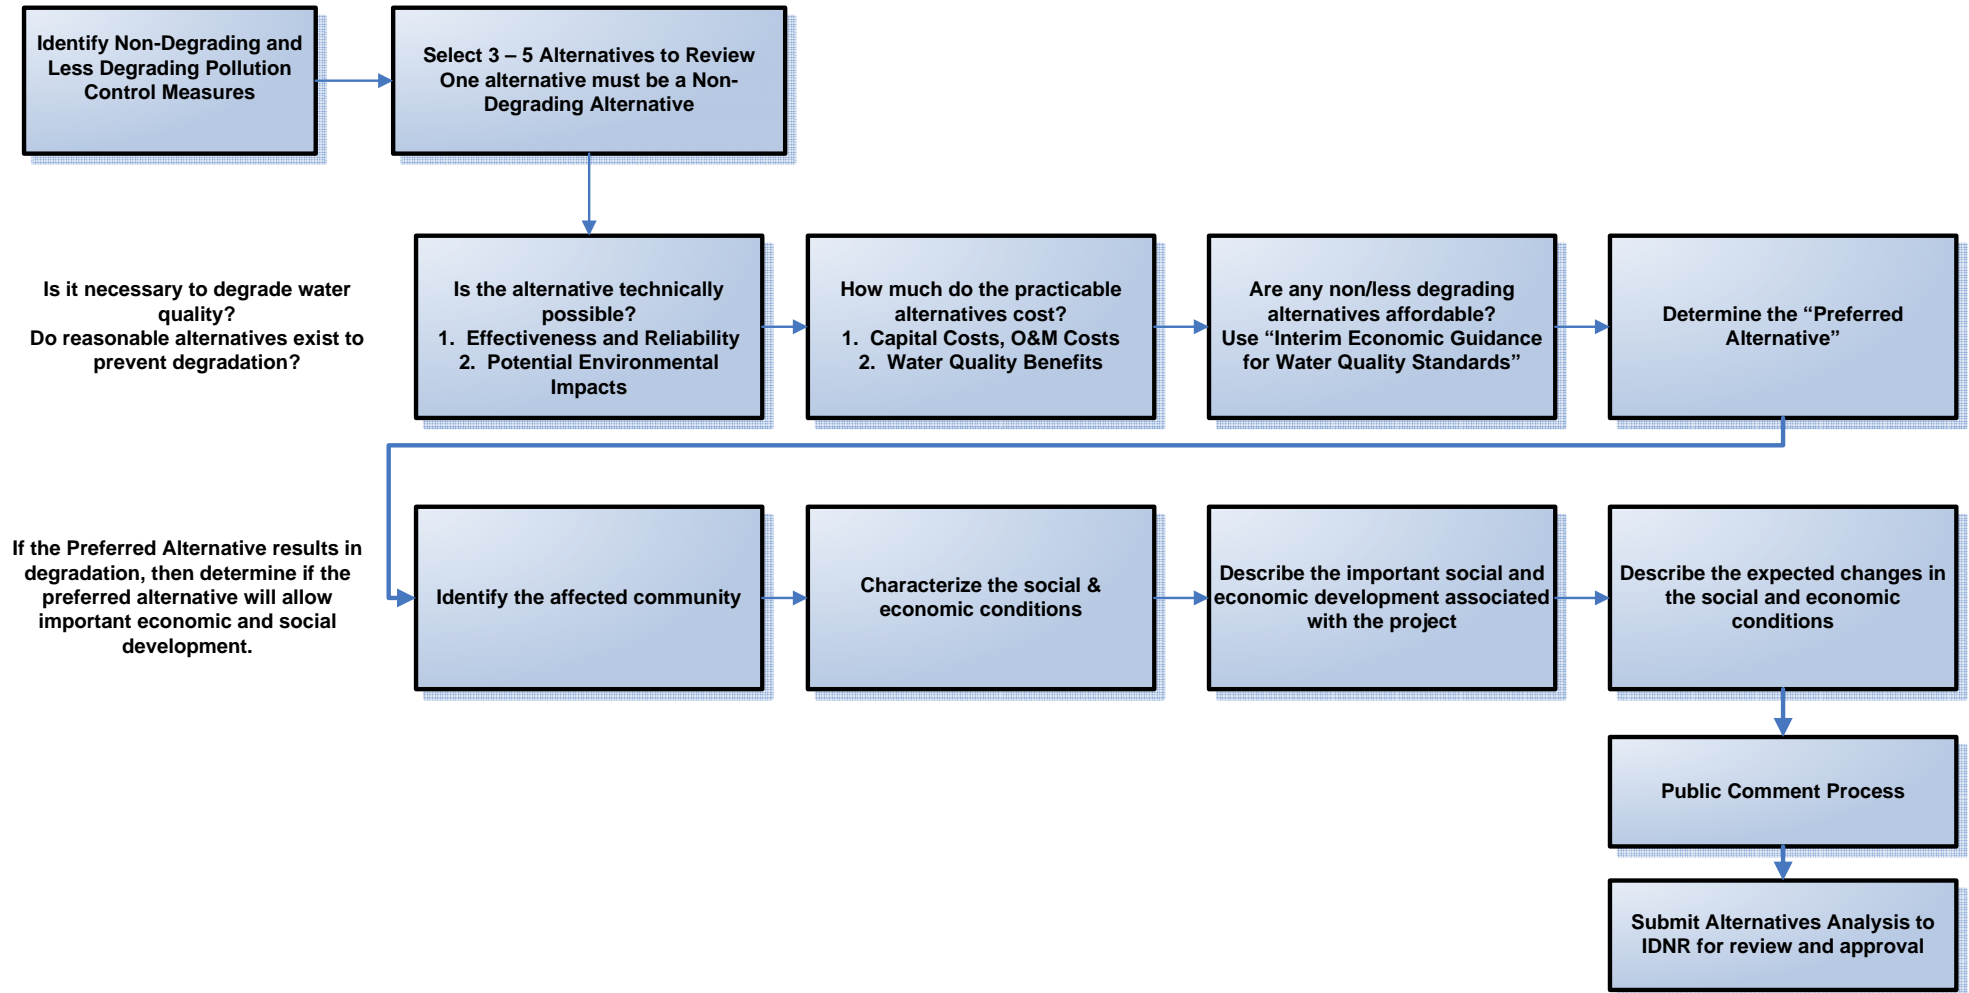 Identify Non-Degrading and
Less Degrading Pollution
Control Measures
Select 3 – 5 Alternatives to Review
One alternative must be a Non-
Degrading Alternative
Is it necessary to degrade water
quality?
Do reasonable alternatives exist to
prevent degradation?
Is the alternative technically
possible?
1. Effectiveness and Reliability
2. Potential Environmental
Impacts
How much do the practicable
alternatives cost?
1. Capital Costs, O&M Costs
2. Water Quality Benefits
Are any non/less degrading
alternatives affordable?
Use “Interim Economic Guidance
for Water Quality Standards”
Determine the “Preferred
Alternative”
If the Preferred Alternative results in
degradation, then determine if the
preferred alternative will allow
important economic and social
development.
Identify the affected community
Characterize the social &
economic conditions
Describe the important social and
economic development associated
with the project
Describe the expected changes in
the social and economic
conditions
Public Comment Process
Submit Alternatives Analysis to
IDNR for review and approval